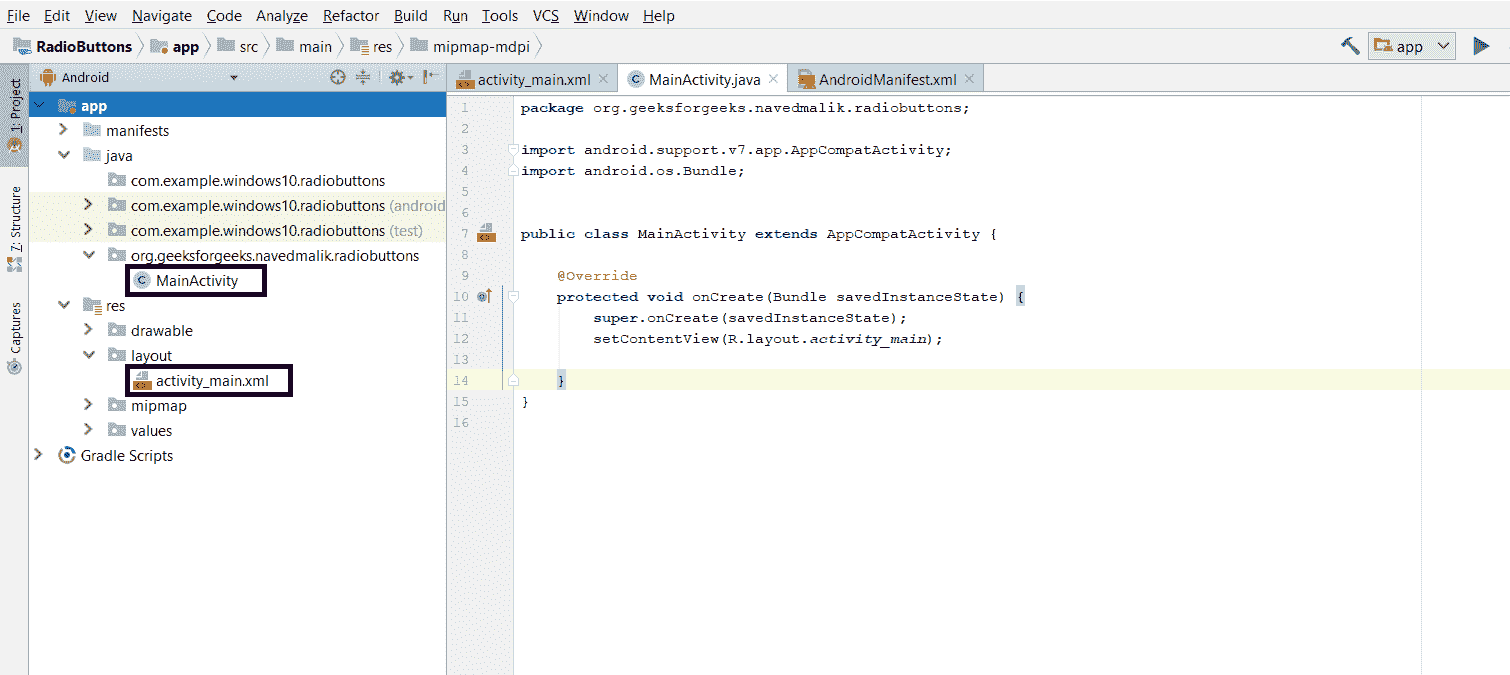 File Edit View Navigate Code Analyze Refactor Build Run Tools VCS Window Help
RadioButtons app src main res mipmap-mdpi app
1: Project
7: Structure
Captures
Android
app
manifests
java
com.example.windows10.radiobuttons
com.example.windows10.radiobuttons (android
com.example.windows10.radiobuttons (test)
org.geeksforgeeks.navedmalik.radiobuttons
C MainActivity
res
drawable
layout
activity_main.xml
mipmap
values
Gradle Scripts
activity_main.xml C MainActivity.java AndroidManifest.xml
1 package org.geeksforgeeks.navedmalik.radiobuttons;
2
3 import android.support.v7.app.AppCompatActivity;
4 import android.os.Bundle;
5
6
7 public class MainActivity extends AppCompatActivity {
8
9 @Override
10 protected void onCreate(Bundle savedInstanceState) {
11 super.onCreate(savedInstanceState);
12 setContentView(R.layout.activity_main);
13
14 }
15 }
16